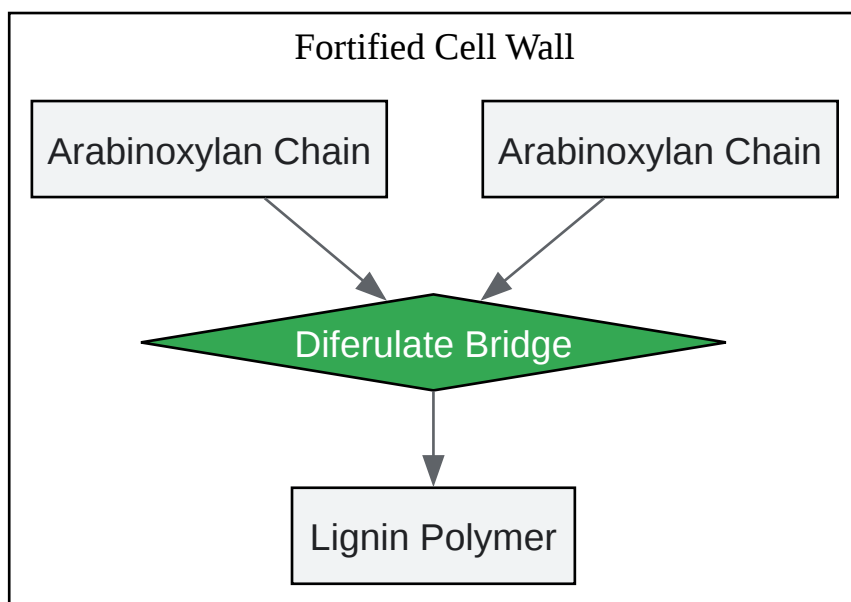 Fortified Cell Wall
Arabinoxylan Chain
Arabinoxylan Chain
Diferulate Bridge
Lignin Polymer